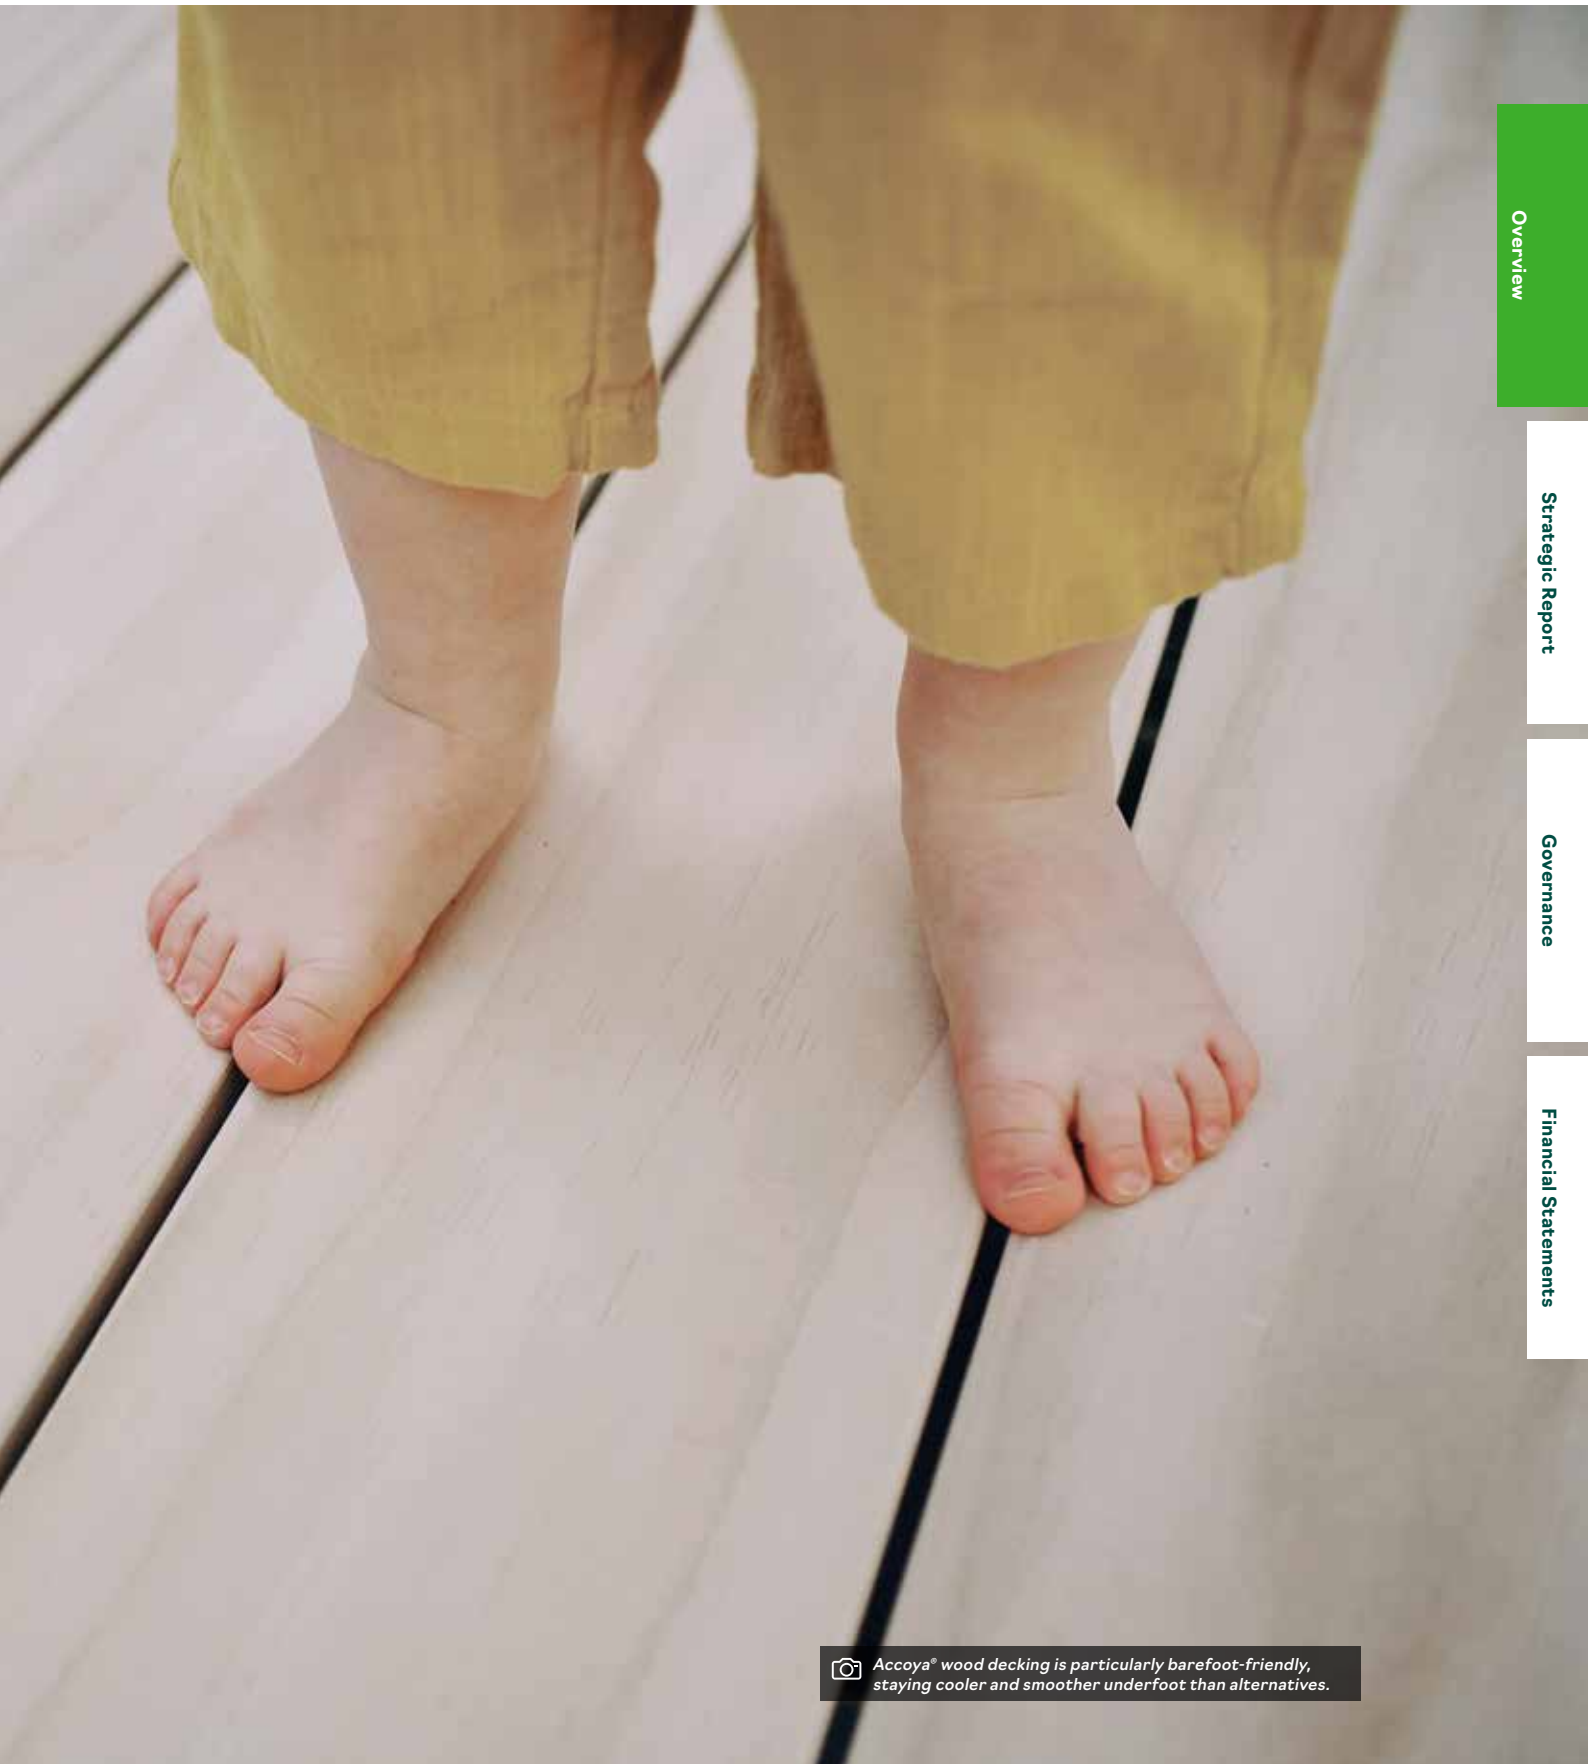 Overview
Strategic Report
Governance
Financial Statements
Accoya® wood decking is particularly barefoot-friendly,
staying cooler and smoother underfoot than alternatives.